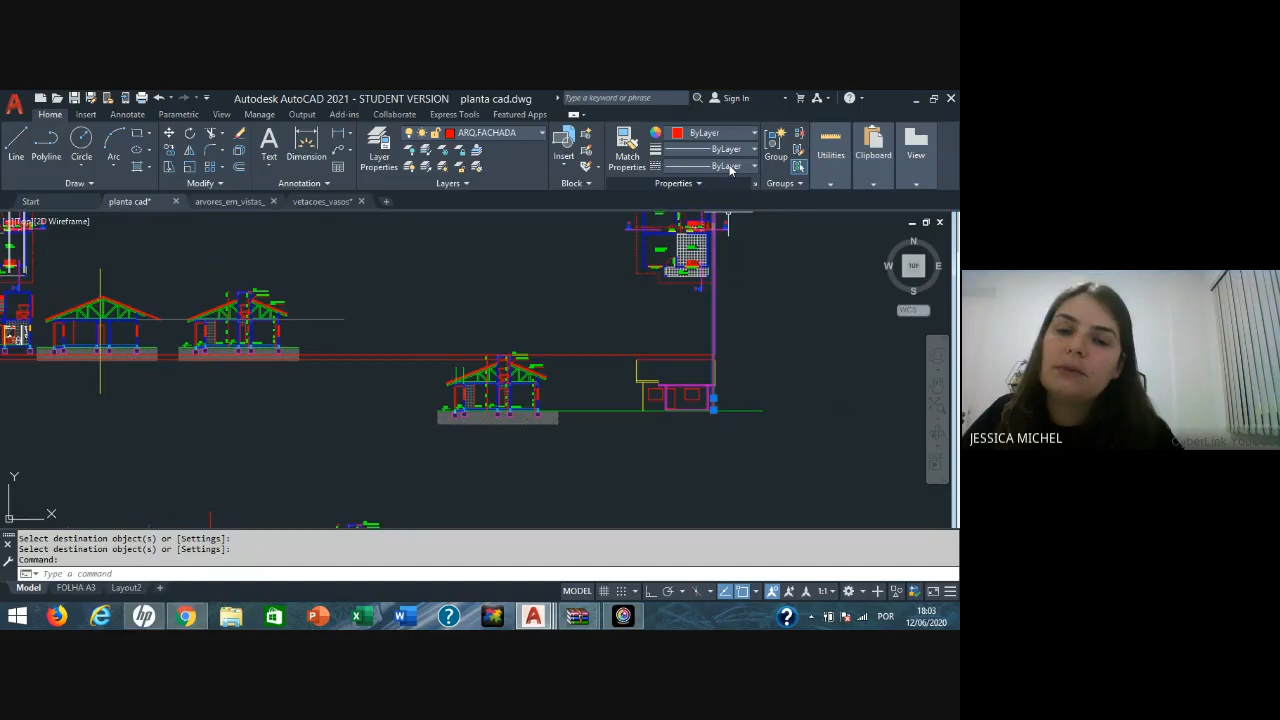 Autodesk AutoCAD 2021 - STUDENT VERSION planta cad.dwg
Type a keyword or phrase
Sign In
Home Insert Annotate Parametric View Manage Output Add-ins Collaborate Express Tools Featured Apps
Line Polyline Circle Arc
Draw
Modify
Text Dimension
Annotation
Layer
Properties
ARQ.FACHADA
Layers
Insert
Block
Match
Properties
ByLayer
ByLayer
ByLayer
Properties
Group
Groups
Utilities
Clipboard
View
Start
planta cad*
arvores_em_vistas_
vetacoes_vasos*
[Top][2D Wireframe]
N
W TOP E
S
WCS
Y
X
JESSICA MICHEL
Select destination object(s) or [Settings]:
Select destination object(s) or [Settings]:
Command:
Type a command
Model FOLHA A3 Layout2
MODEL
1:1
POR
18:03
12/06/2020